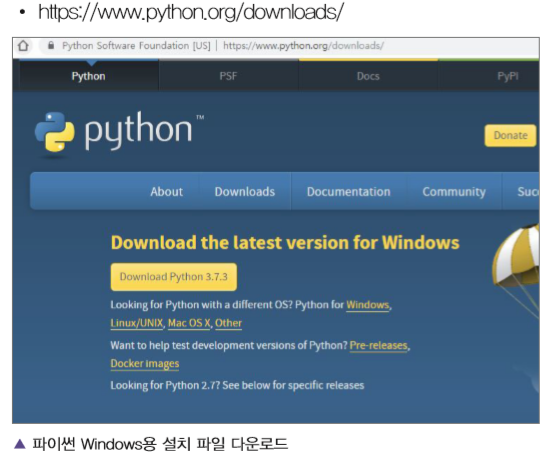 • https://www.python.org/downloads/
Python Software Foundation [US] | https://www.python.org/downloads/
Python PSF Docs PyPI
python™
Donate
About Downloads Documentation Community Suc
Download the latest version for Windows
Download Python 3.7.3
Looking for Python with a different OS? Python for Windows,
Linux/UNIX, Mac OS X, Other
Want to help test development versions of Python? Pre-releases,
Docker images
Looking for Python 2.7? See below for specific releases
▲ 파이썬 Windows용 설치 파일 다운로드